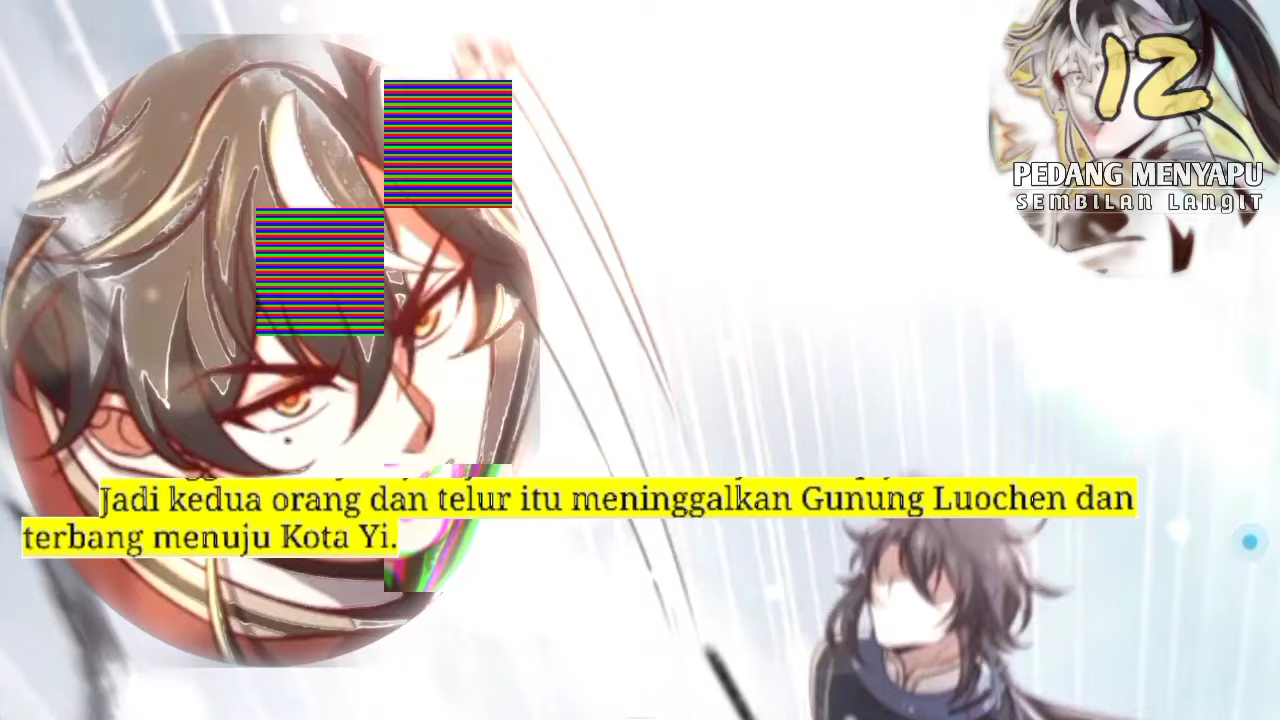 12
PEDANG MENYAPU
SEMBILAN LANGIT
Jadi kedua orang dan telur itu meninggalkan Gunung Luochen dan
terbang menuju Kota Yi.